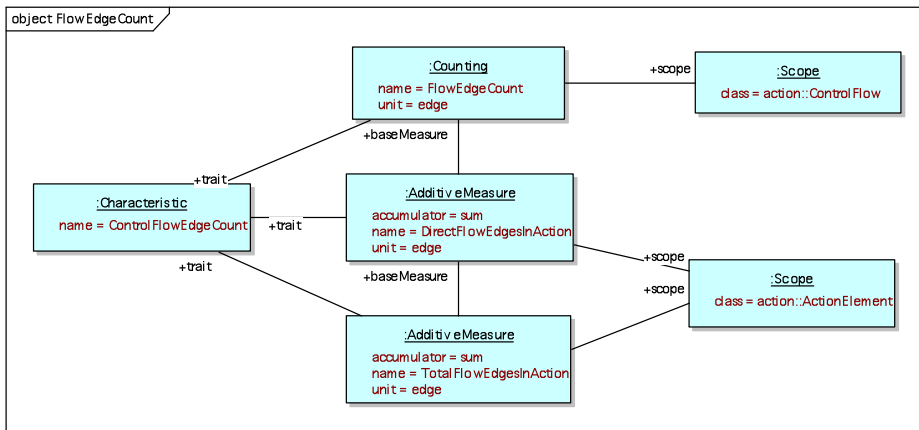 object FlowEdgeCount
:Counting
name = FlowEdgeCount
unit = edge
+scope
:Scope
class = action::ControlFlow
+baseMeasure
+trait
:Characteristic
name = ControlFlowEdgeCount
+trait
:AdditiveMeasure
accumulator = sum
name = DirectFlowEdgesInAction
unit = edge
+scope
+trait
+baseMeasure
+scope
:Scope
class = action::ActionElement
:AdditiveMeasure
accumulator = sum
name = TotalFlowEdgesInAction
unit = edge